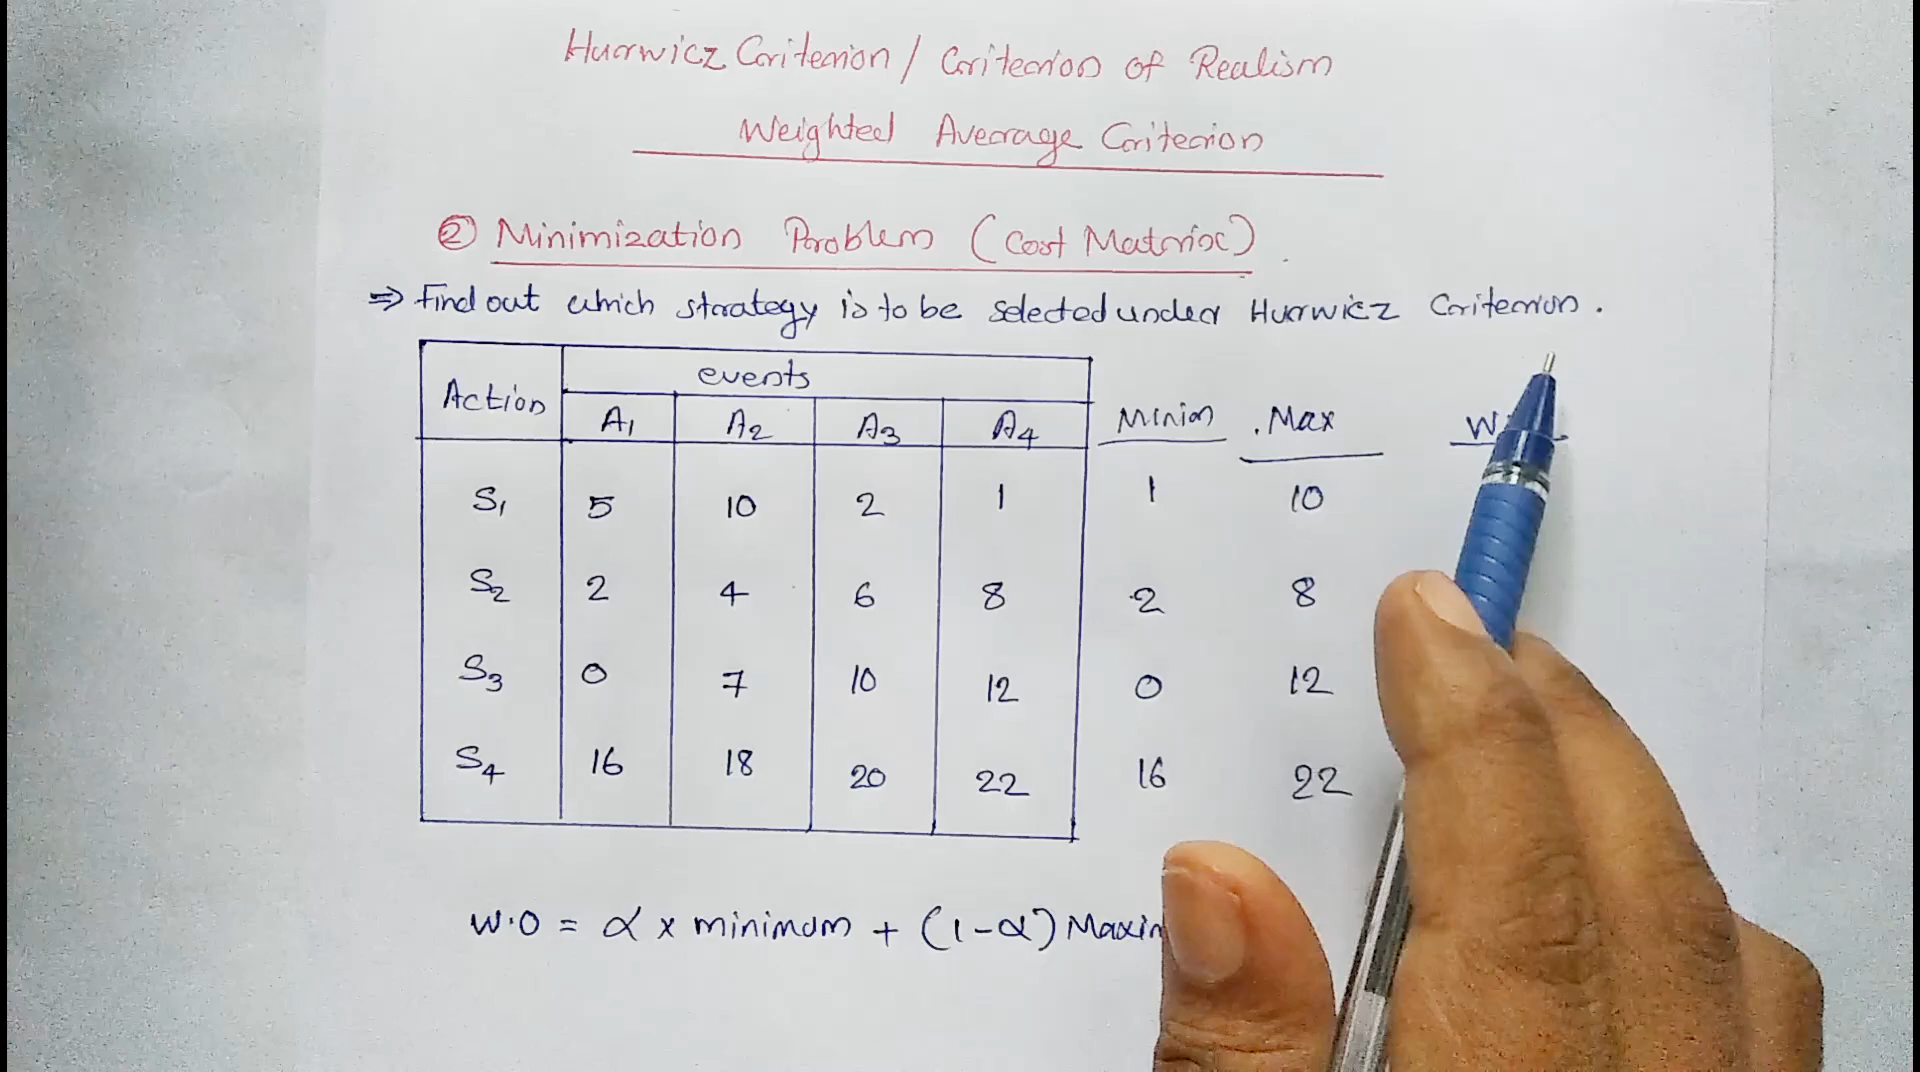 Hurwicz Criterion / Criterion of Realism
Weighted Average Criterion
② Minimization Problem (Cost Matrix)
⇒ Find out which strategy is to be selected under Hurwicz Criterion.
Action events
A1 A2 A3 A4 Minim Max
S1 5 10 2 1 1 10
S2 2 4 6 8 2 8
S3 0 7 10 12 0 12
S4 16 18 20 22 16 22
W.O = α x minimum + (1-α)